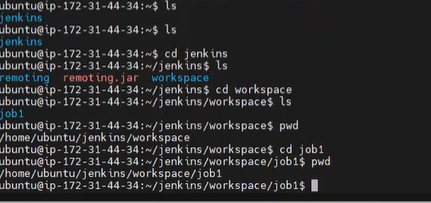 ubuntu@ip-172-31-44-34:~$ ls
jenkins
ubuntu@ip-172-31-44-34:~$ ls
jenkins
ubuntu@ip-172-31-44-34:~$ cd jenkins
ubuntu@ip-172-31-44-34:~/jenkins$ ls
remoting  remoting.jar  workspace
ubuntu@ip-172-31-44-34:~/jenkins$ cd workspace
ubuntu@ip-172-31-44-34:~/jenkins/workspace$ ls
job1
ubuntu@ip-172-31-44-34:~/jenkins/workspace$ pwd
/home/ubuntu/jenkins/workspace
ubuntu@ip-172-31-44-34:~/jenkins/workspace$ cd job1
ubuntu@ip-172-31-44-34:~/jenkins/workspace/job1$ pwd
/home/ubuntu/jenkins/workspace/job1
ubuntu@ip-172-31-44-34:~/jenkins/workspace/job1$